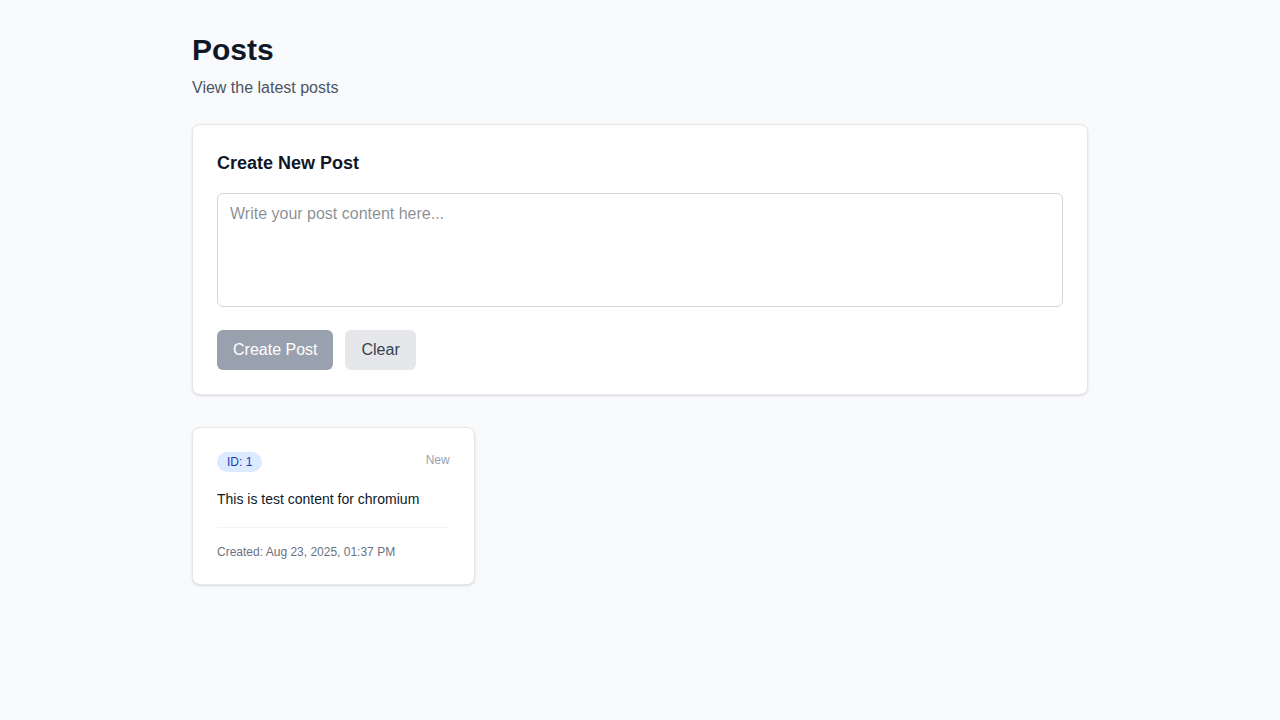 Posts
View the latest posts
Create New Post
Write your post content here...
Create Post
Clear
ID: 1
New
This is test content for chromium
Created: Aug 23, 2025, 01:37 PM